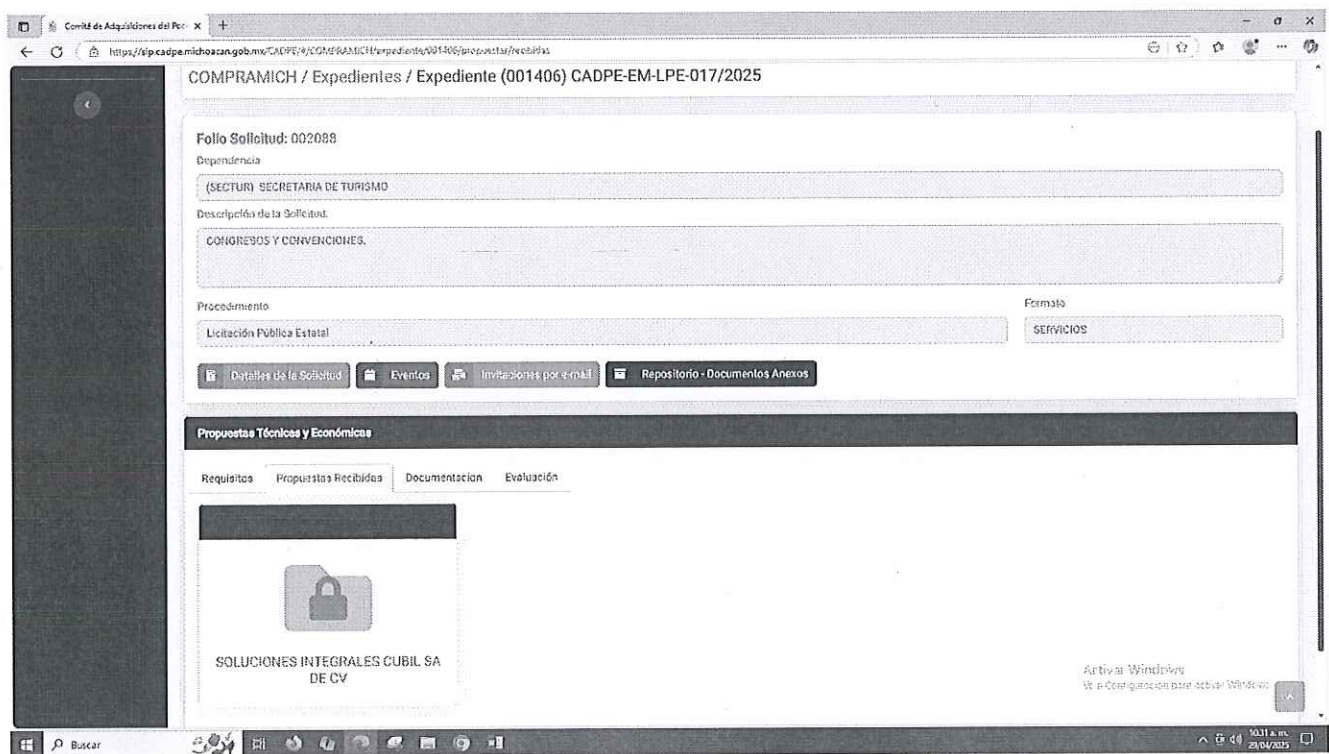 Comité de Adquisiciones del Po
https://sip.cadpe.michoacan.gob.mx/CADPE/#/COMPRAMICH/expediente/001406/propuestas/recibidas
COMPRAMICH / Expedientes / Expediente (001406) CADPE-EM-LPE-017/2025
Folio Solicitud: 002088
Dependencia
(SECTUR) SECRETARIA DE TURISMO
Descripción de la Solicitud.
CONGRESOS Y CONVENCIONES.
Procedimiento
Formato
Licitación Pública Estatal
SERVICIOS
Detalles de la Solicitud
Eventos
Invitaciones por e-mail
Repositorio - Documentos Anexos
Propuestas Técnicas y Económicas
Requisitos
Propuestas Recibidas
Documentacion
Evaluación
SOLUCIONES INTEGRALES CUBIL SA
DE CV
Activar Windows
Ve a Configuración para activar Windows.
Buscar
10:31 a. m.
29/04/2025